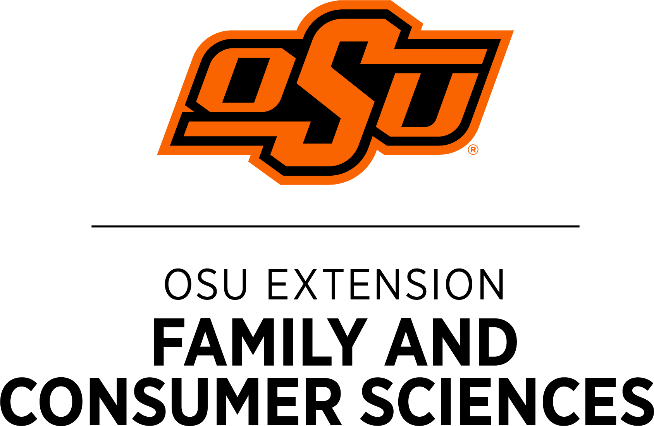 OSU
®
OSU EXTENSION
FAMILY AND
CONSUMER SCIENCES